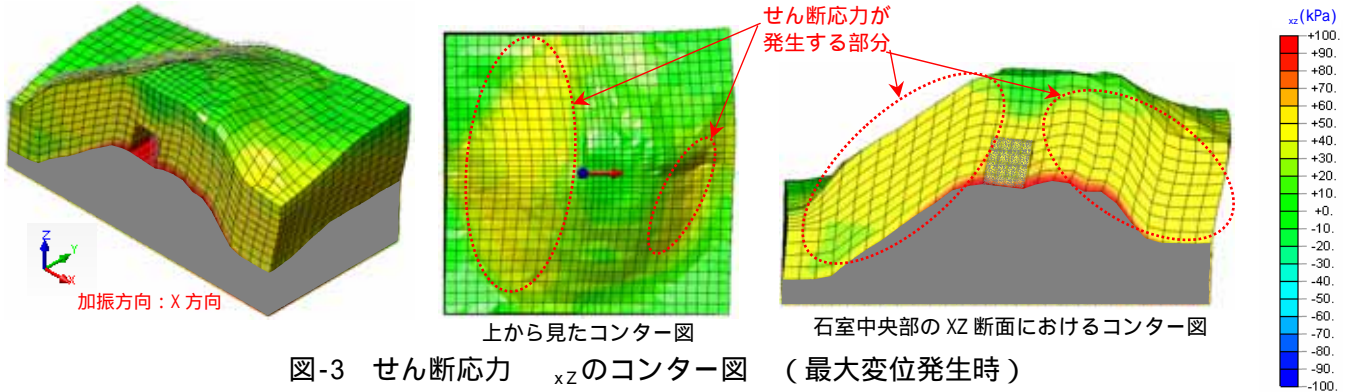 せん断応力が
発生する部分
xz(kPa)
+100.
+90.
+80.
+70.
+60.
+50.
+40.
+30.
+20.
+10.
+0.
-10.
-20.
-30.
-40.
-50.
-60.
-70.
-80.
-90.
-100.
Z
Y
X
加振方向：X 方向
上から見たコンター図
石室中央部の XZ 断面におけるコンター図
図-3 せん断応力 xzのコンター図 （最大変位発生時）